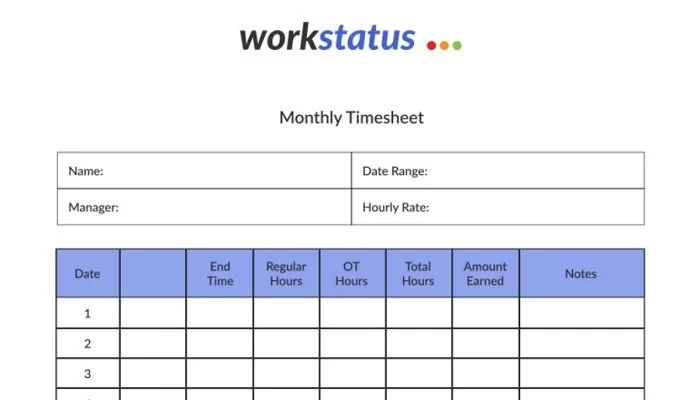 workstatus
Monthly Timesheet
Name: Date Range:
Manager: Hourly Rate:
Date End Time Regular Hours OT Hours Total Hours Amount Earned Notes
1
2
3